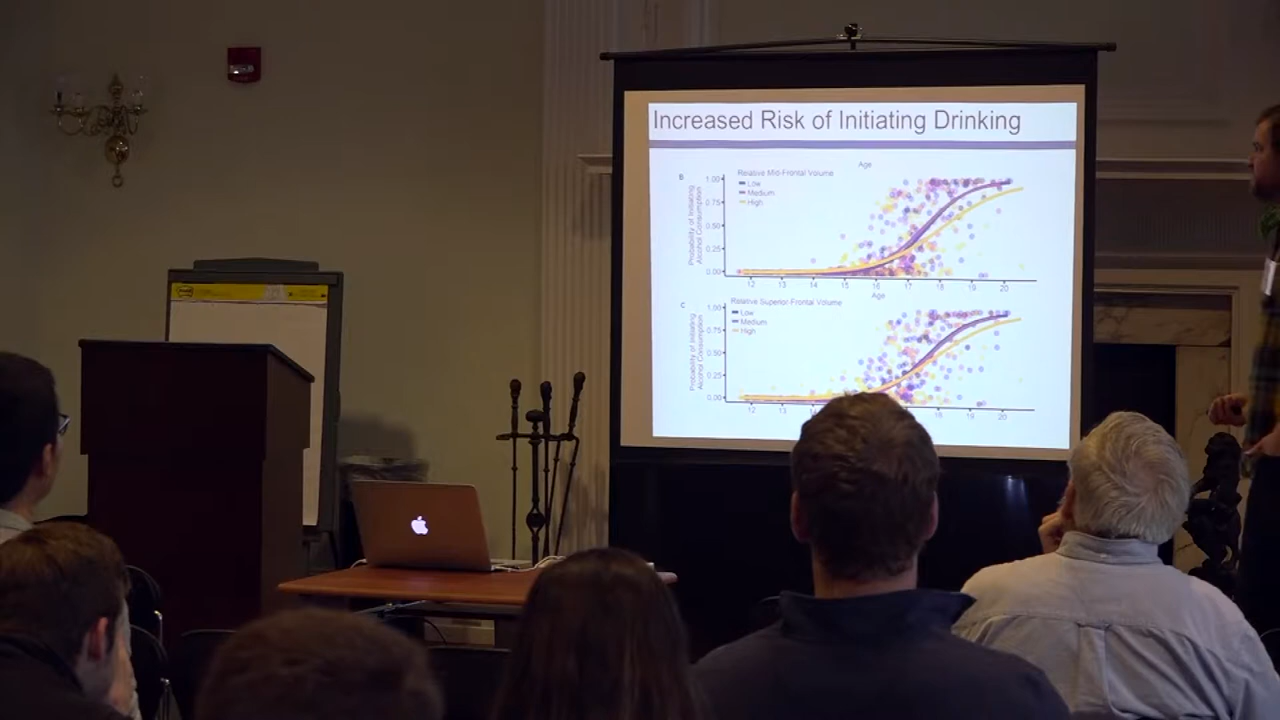 Increased Risk of Initiating Drinking
Age
B
Relative Mid-Frontal Volume
Low
Medium
High
Probability of Initiating
Alcohol Consumption
1.00
0.75
0.50
0.25
0.00
12 13 14 15 16 17 18 19 20
Age
C
Relative Superior-Frontal Volume
Low
Medium
High
Probability of Initiating
Alcohol Consumption
1.00
0.75
0.50
0.25
0.00
12 13 18 19 20